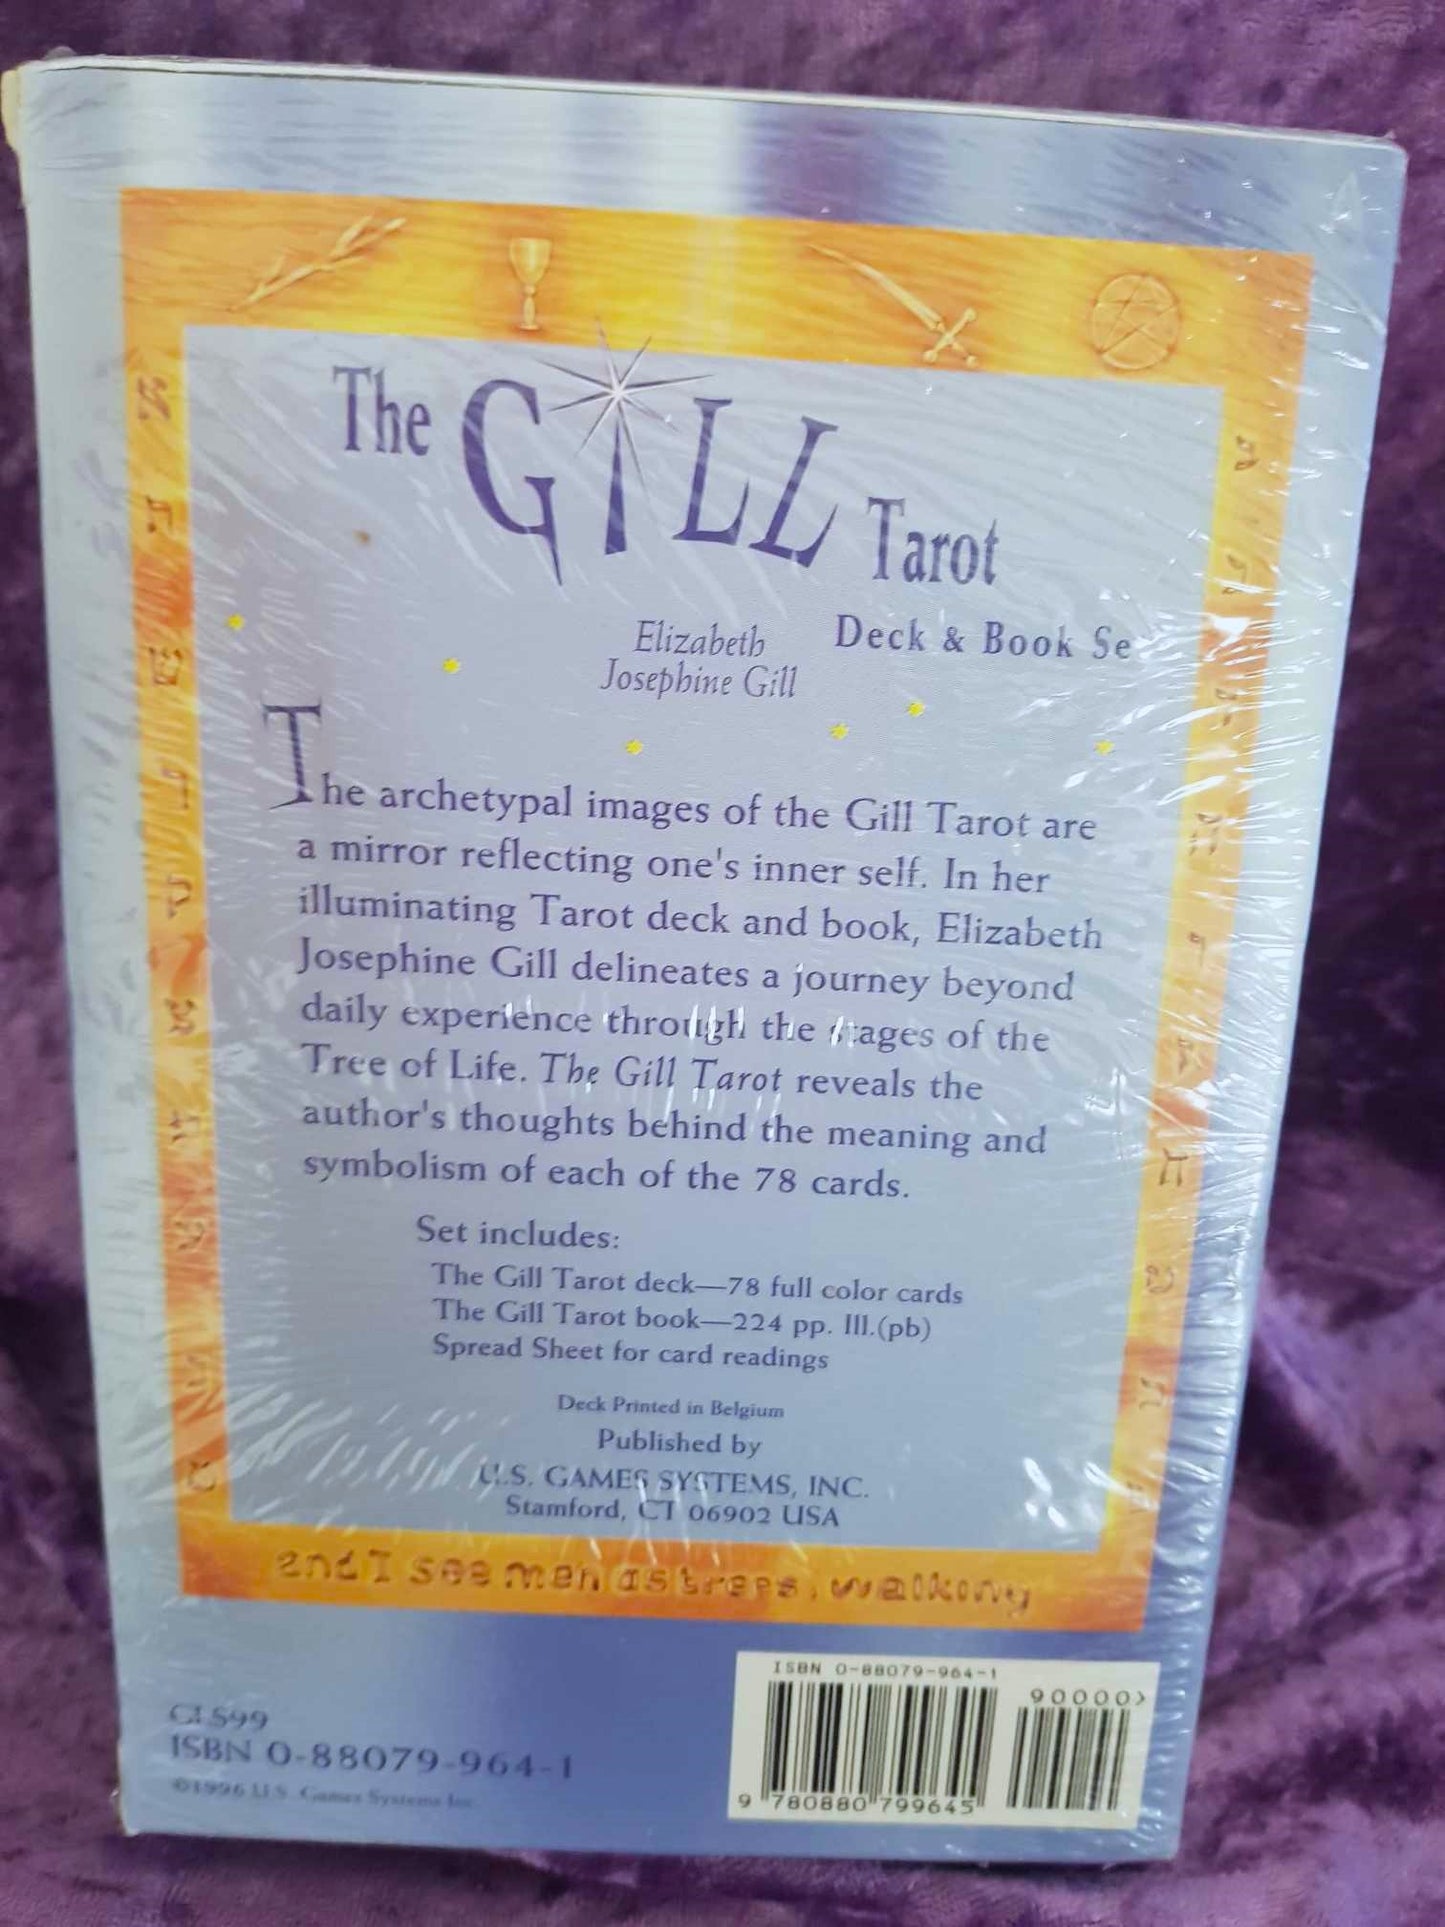 The GiLL Tarot
Elizabeth
Josephine Gill
Deck & Book Se
The archetypal images of the Gill Tarot are
a mirror reflecting one's inner self. In her
illuminating Tarot deck and book, Elizabeth
Josephine Gill delineates a journey beyond
daily experience through the stages of the
Tree of Life. The Gill Tarot reveals the
author's thoughts behind the meaning and
symbolism of each of the 78 cards.
Set includes:
The Gill Tarot deck—78 full color cards
The Gill Tarot book—224 pp. Ill.(pb)
Spread Sheet for card readings
Deck Printed in Belgium
Published by
U.S. GAMES SYSTEMS, INC.
Stamford, CT 06902 USA
and I see men as trees, walking
ISBN 0-88079-964-1
90000>
9 780880 799645
ISBN 0-88079-964-1
©1996 U.S. Games Systems Inc.